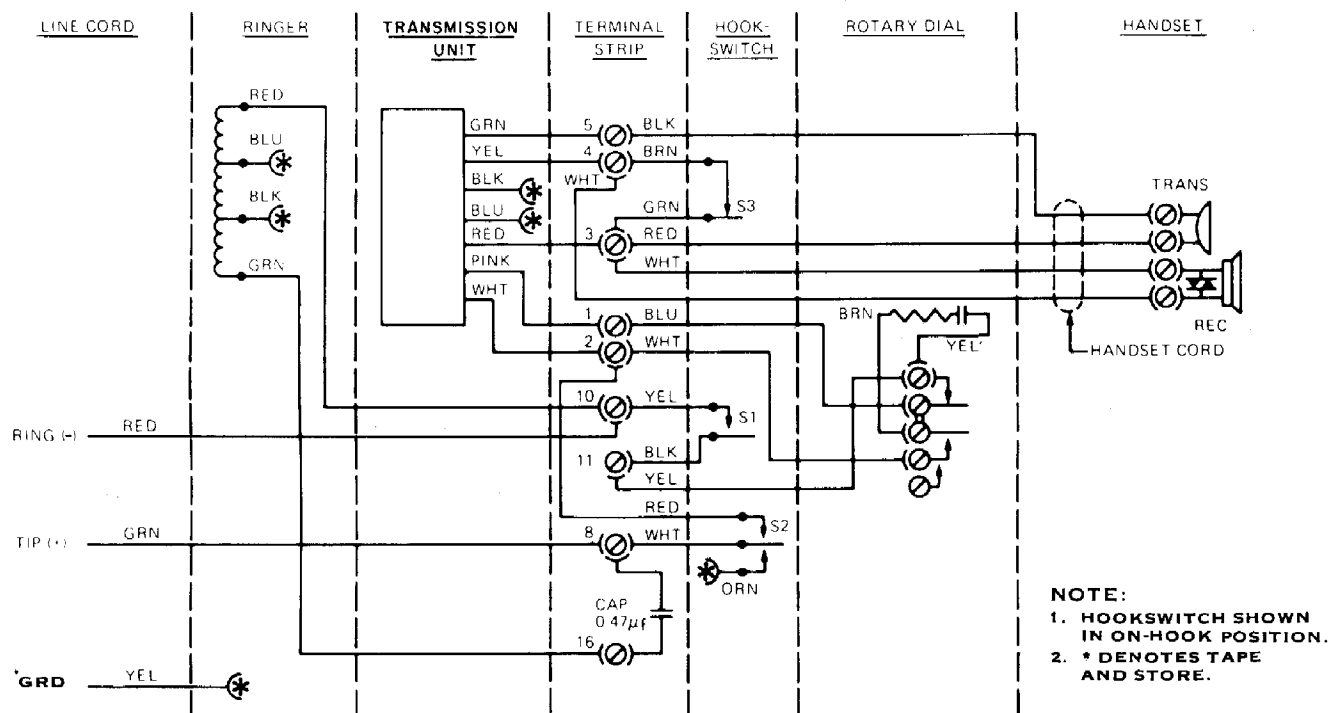 LINE CORD
RINGER
TRANSMISSION
UNIT
TERMINAL
STRIP
HOOK-
SWITCH
ROTARY DIAL
HANDSET
RED
BLU
*
BLK
*
GRN
GRN
YEL
BLK
*
BLU
*
RED
PINK
WHT
5
BLK
4
BRN
WHT
GRN
S3
3
RED
WHT
1
BLU
2
WHT
10
YEL
S1
11
BLK
YEL
RED
S2
8
WHT
*
ORN
CAP
0.47µf
16
BRN
YEL
TRANS
REC
HANDSET CORD
RING (-)
RED
TIP (+)
GRN
*GRD
YEL
*
NOTE:
1. HOOKSWITCH SHOWN
IN ON-HOOK POSITION.
2. * DENOTES TAPE
AND STORE.